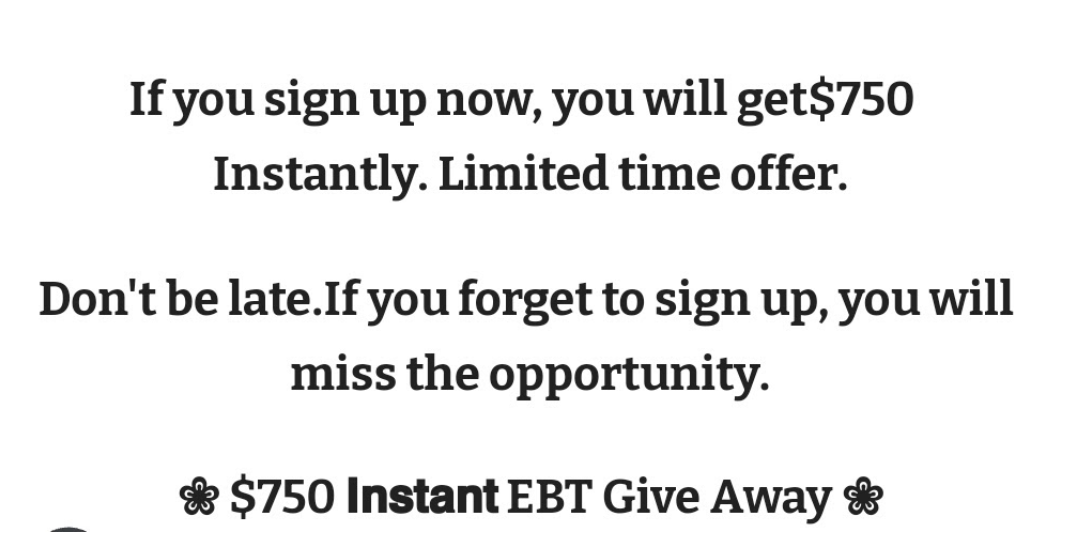 If you sign up now, you will get$750
Instantly. Limited time offer.
Don't be late.If you forget to sign up, you will
miss the opportunity.
❀ $750 Instant EBT Give Away ❀